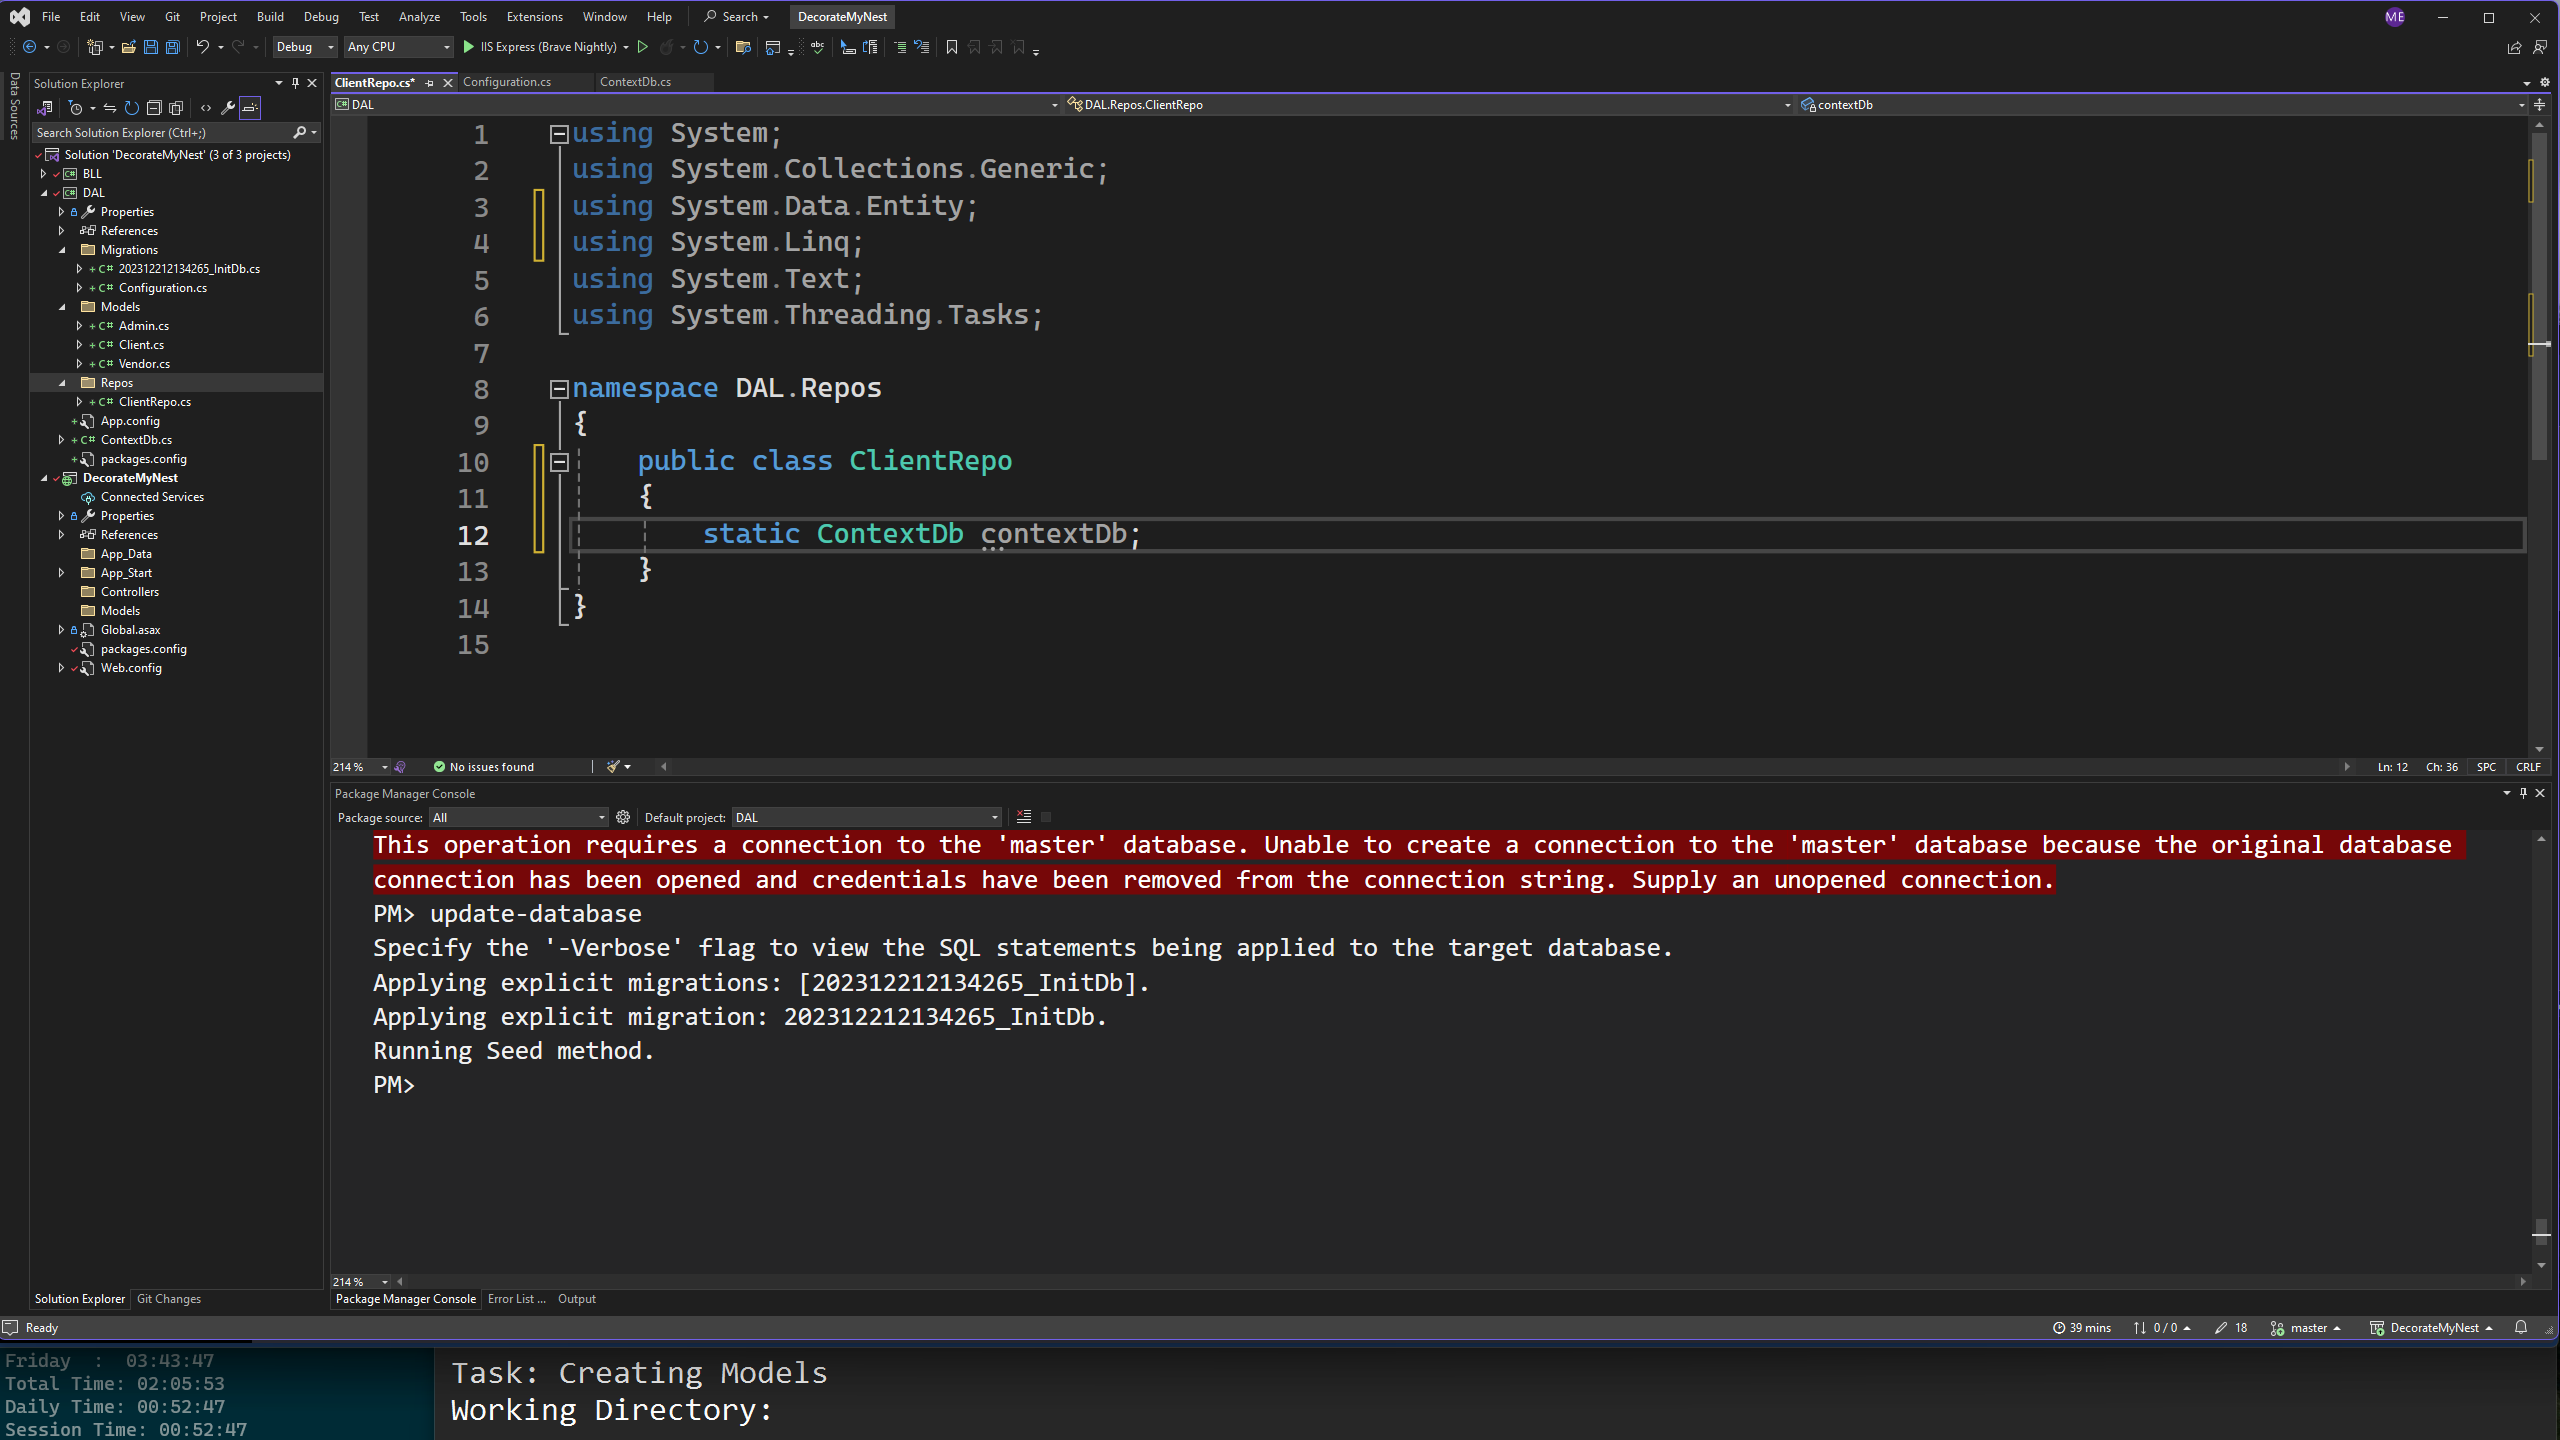 File Edit View Git Project Build Debug Test Analyze Tools Extensions Window Help Search DecorateMyNest ME
Debug Any CPU IIS Express (Brave Nightly)
Data Sources
Solution Explorer
Search Solution Explorer (Ctrl+;)
Solution 'DecorateMyNest' (3 of 3 projects)
BLL
DAL
Properties
References
Migrations
202312212134265_InitDb.cs
Configuration.cs
Models
Admin.cs
Client.cs
Vendor.cs
Repos
ClientRepo.cs
App.config
ContextDb.cs
packages.config
DecorateMyNest
Connected Services
Properties
References
App_Data
App_Start
Controllers
Models
Global.asax
packages.config
Web.config
Solution Explorer Git Changes
ClientRepo.cs* Configuration.cs ContextDb.cs
DAL DAL.Repos.ClientRepo contextDb
1 using System;
2 using System.Collections.Generic;
3 using System.Data.Entity;
4 using System.Linq;
5 using System.Text;
6 using System.Threading.Tasks;
7
8 namespace DAL.Repos
9 {
10 public class ClientRepo
11 {
12 static ContextDb contextDb;
13 }
14 }
15
214 % No issues found Ln: 12 Ch: 36 SPC CRLF
Package Manager Console
Package source: All Default project: DAL
This operation requires a connection to the 'master' database. Unable to create a connection to the 'master' database because the original database
connection has been opened and credentials have been removed from the connection string. Supply an unopened connection.
PM> update-database
Specify the '-Verbose' flag to view the SQL statements being applied to the target database.
Applying explicit migrations: [202312212134265_InitDb].
Applying explicit migration: 202312212134265_InitDb.
Running Seed method.
PM>
214 %
Package Manager Console Error List ... Output
Ready 39 mins 0 / 0 18 master DecorateMyNest
Friday : 03:43:47
Total Time: 02:05:53
Daily Time: 00:52:47
Session Time: 00:52:47
Task: Creating Models
Working Directory: